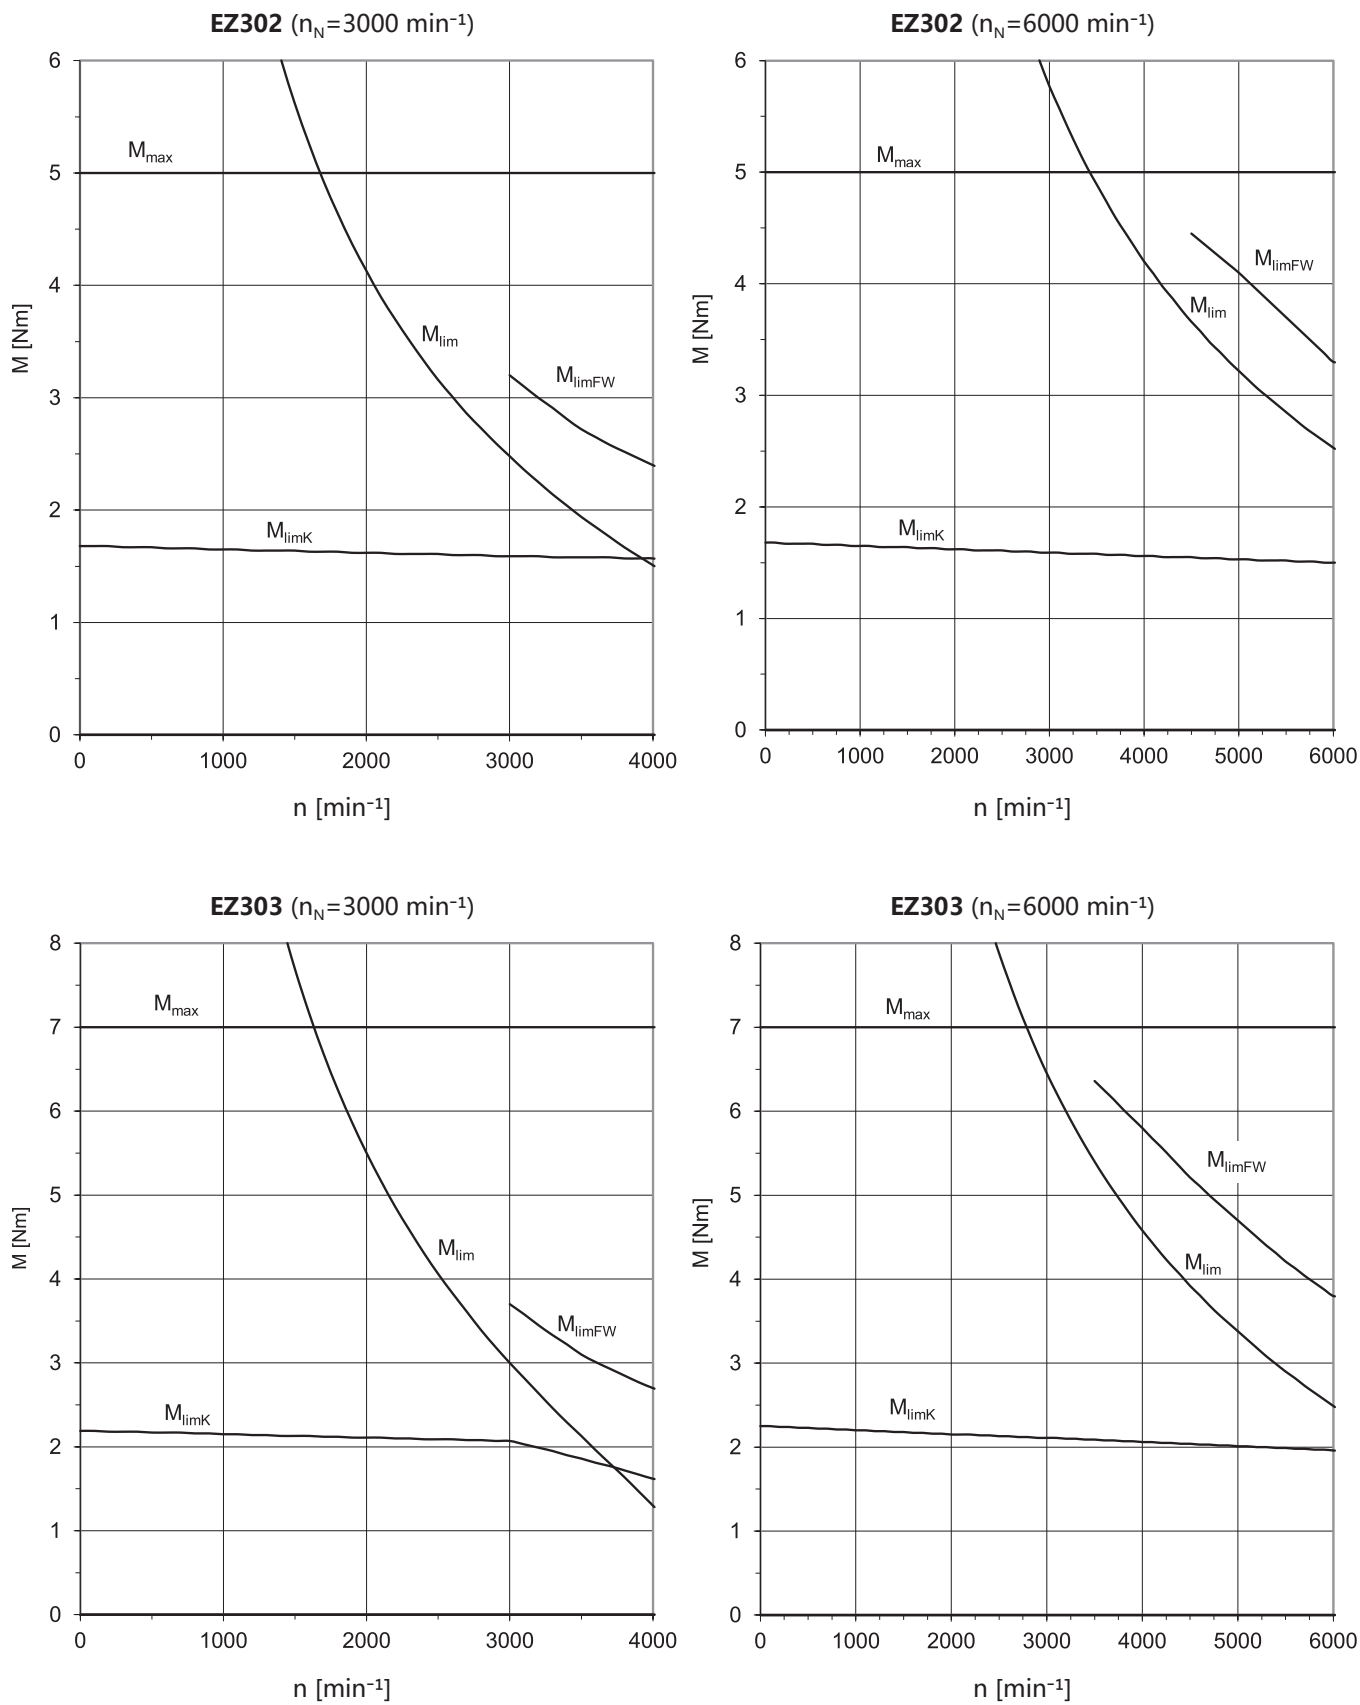 EZ302 (nN=3000 min⁻¹)
6
5
4
3
2
1
0
M [Nm]
Mmax
Mlim
MlimFW
MlimK
0 1000 2000 3000 4000
n [min⁻¹]
EZ302 (nN=6000 min⁻¹)
6
5
4
3
2
1
0
M [Nm]
Mmax
MlimFW
Mlim
MlimK
0 1000 2000 3000 4000 5000 6000
n [min⁻¹]
EZ303 (nN=3000 min⁻¹)
8
7
6
5
4
3
2
1
0
M [Nm]
Mmax
Mlim
MlimFW
MlimK
0 1000 2000 3000 4000
n [min⁻¹]
EZ303 (nN=6000 min⁻¹)
8
7
6
5
4
3
2
1
0
M [Nm]
Mmax
MlimFW
Mlim
MlimK
0 1000 2000 3000 4000 5000 6000
n [min⁻¹]